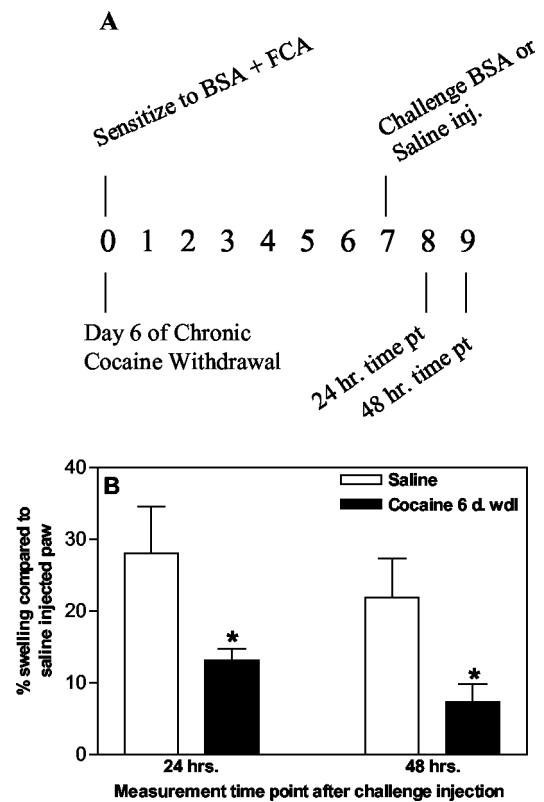 A
Sensitize to BSA + FCA
Challenge BSA or
Saline inj.
0 1 2 3 4 5 6 7 8 9
Day 6 of Chronic
Cocaine Withdrawal
24 hr. time pt
48 hr. time pt
B
Saline
Cocaine 6 d. wdl
% swelling compared to
saline injected paw
40
30
20
10
0
*
*
24 hrs.
48 hrs.
Measurement time point after challenge injection